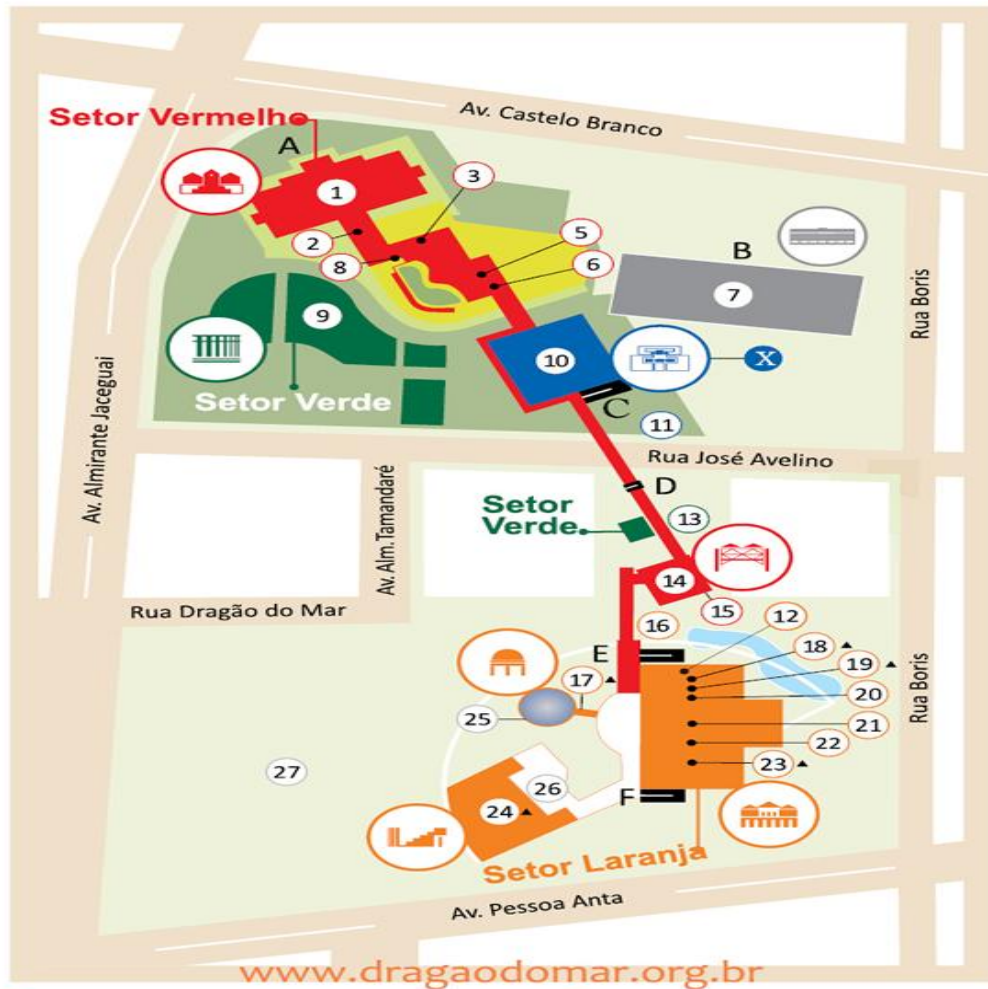 Av. Castelo Branco
Setor Vermelho
A
3
1
2
5
8
6
B
7
9
10
X
Setor Verde
C
11
Rua Boris
Av. Almirante Jaceguai
Rua José Avelino
D
Setor
Verde
13
Av. Alm.Tamandaré
14
15
Rua Dragão do Mar
16
12
E
18
17
19
20
25
21
22
Rua Boris
27
23
26
24
F
Setor Laranja
Av. Pessoa Anta
www.dragaodomar.org.br